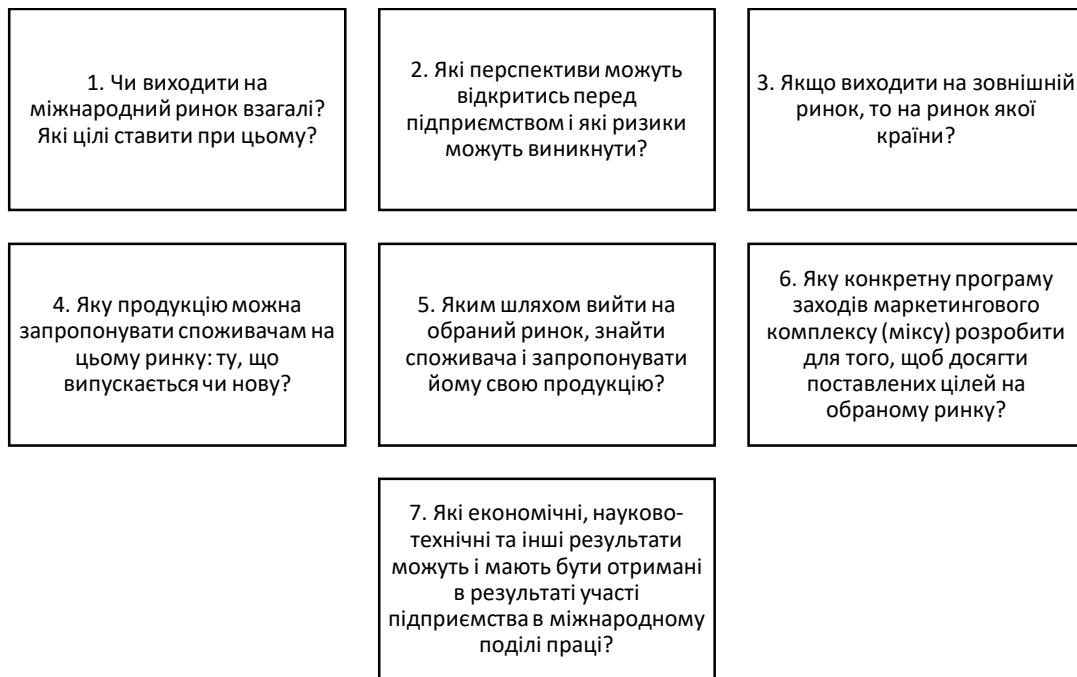 1. Чи виходити на
міжнародний ринок взагалі?
Які цілі ставити при цьому?
2. Які перспективи можуть
відкритись перед
підприємством і які ризики
можуть виникнути?
3. Якщо виходити на зовнішній
ринок, то на ринок якої
країни?
4. Яку продукцію можна
запропонувати споживачам на
цьому ринку: ту, що
випускається чи нову?
5. Яким шляхом вийти на
обраний ринок, знайти
споживача і запропонувати
йому свою продукцію?
6. Яку конкретну програму
заходів маркетингового
комплексу (міксу) розробити
для того, щоб досягти
поставлених цілей на
обраному ринку?
7. Які економічні, науково-
технічні та інші результати
можуть і мають бути отримані
в результаті участі
підприємства в міжнародному
поділі праці?